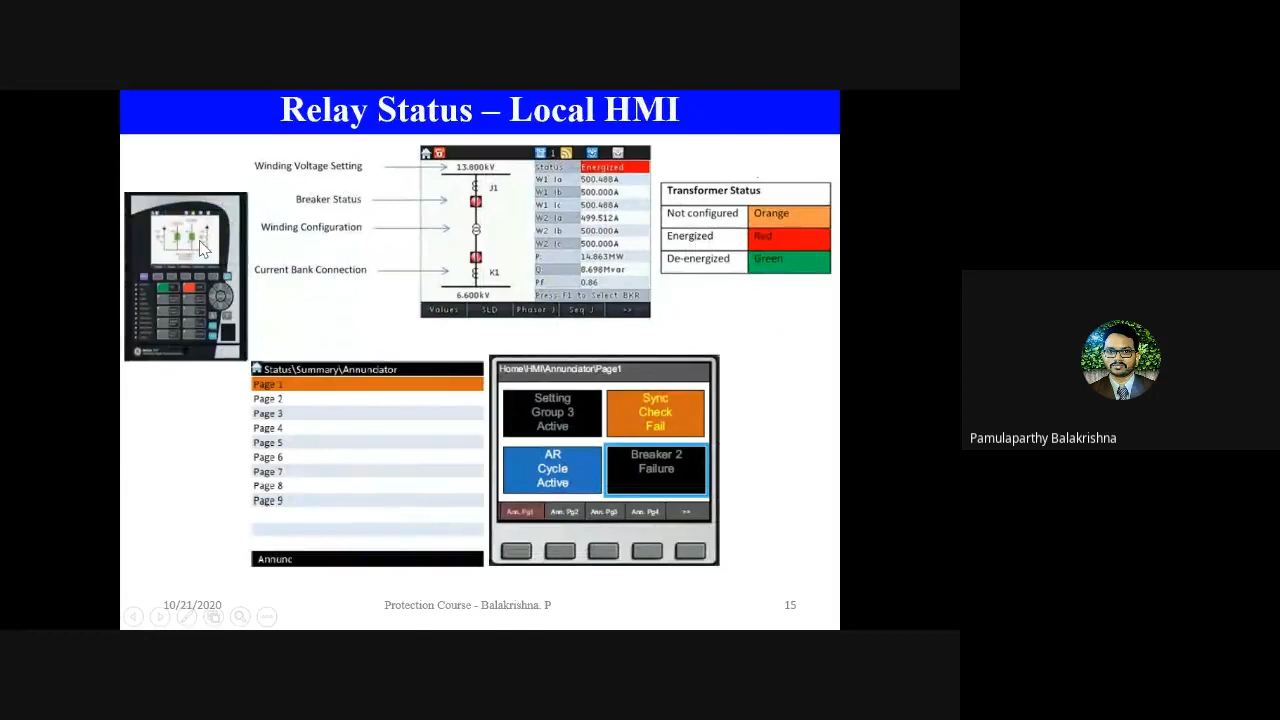 Relay Status – Local HMI
Winding Voltage Setting
Breaker Status
Winding Configuration
Current Bank Connection
13.800kV
J1
K1
6.600kV
1
Status Energized
W1 Ia 500.488A
W1 Ib 500.000A
W1 Ic 500.488A
W2 Ia 499.512A
W2 Ib 500.000A
W2 Ic 500.000A
P: 14.863MW
Q: 8.698Mvar
Pf 0.86
Press F1 to Select BKR
Values SLD Phasor J Seq J >>
Transformer Status
Not configured Orange
Energized Red
De-energized Green
Status\Summary\Annunciator
Page 1
Page 2
Page 3
Page 4
Page 5
Page 6
Page 7
Page 8
Page 9
Annunc
Home\HMI\Annunciator\Page1
Setting
Group 3
Active
Sync
Check
Fail
AR
Cycle
Active
Breaker 2
Failure
Ann. Pg1 Ann. Pg2 Ann. Pg3 Ann. Pg4 >>
10/21/2020
Protection Course - Balakrishna. P
15
Pamulaparthy Balakrishna